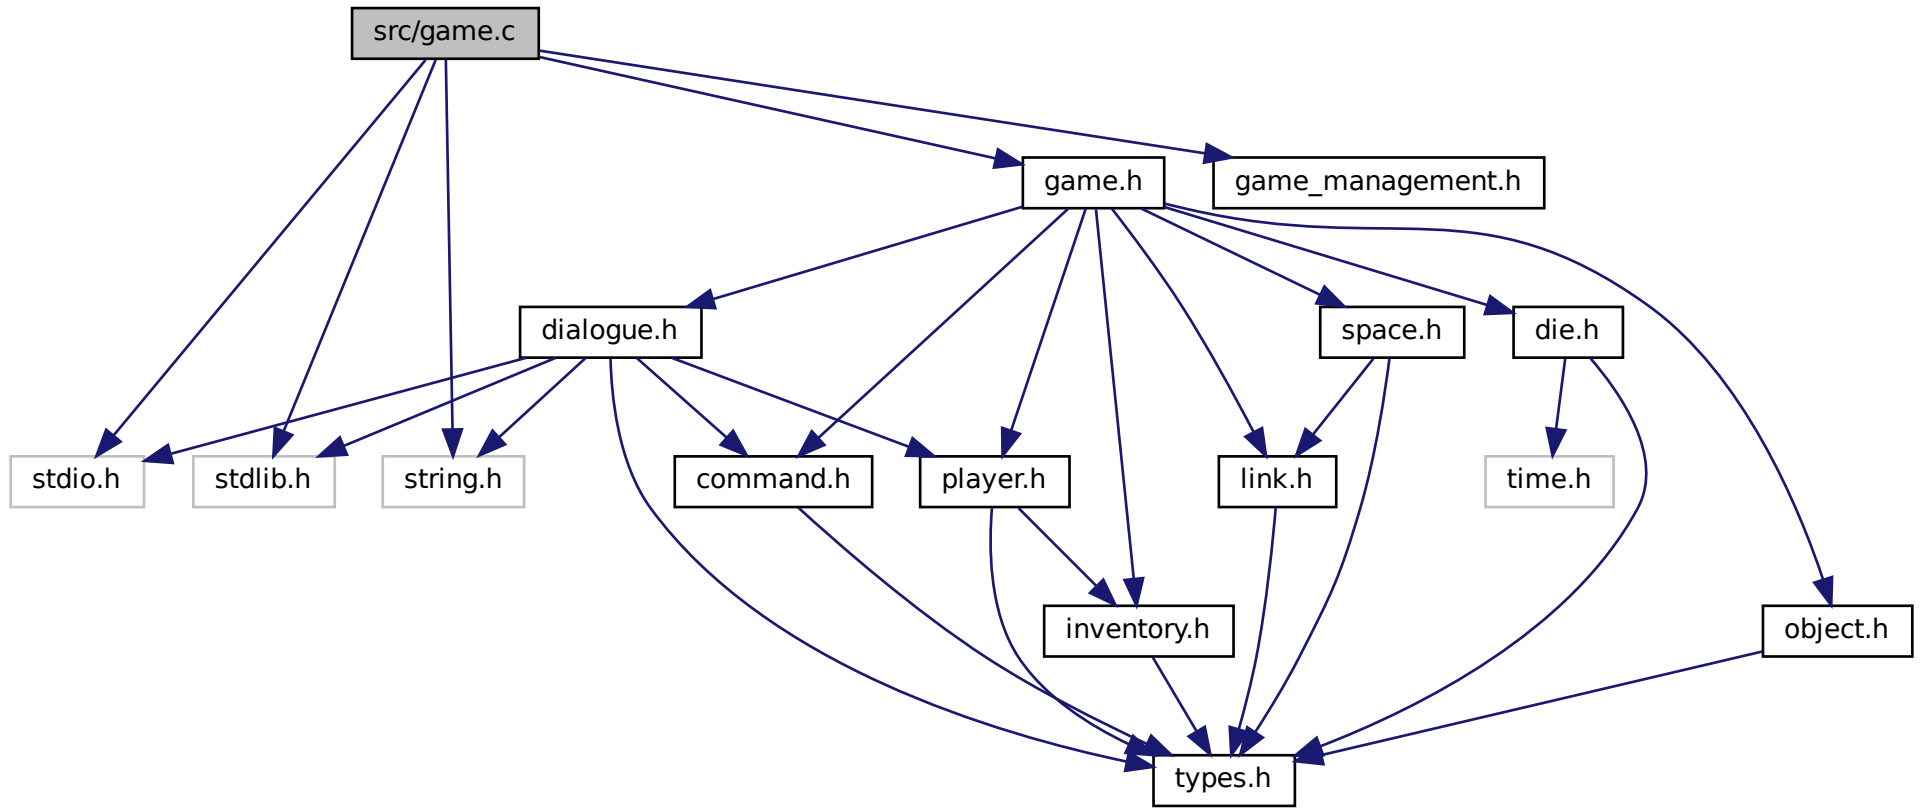 src/game.c
game.h
game_management.h
dialogue.h
space.h
die.h
stdio.h
stdlib.h
string.h
command.h
player.h
link.h
time.h
inventory.h
object.h
types.h